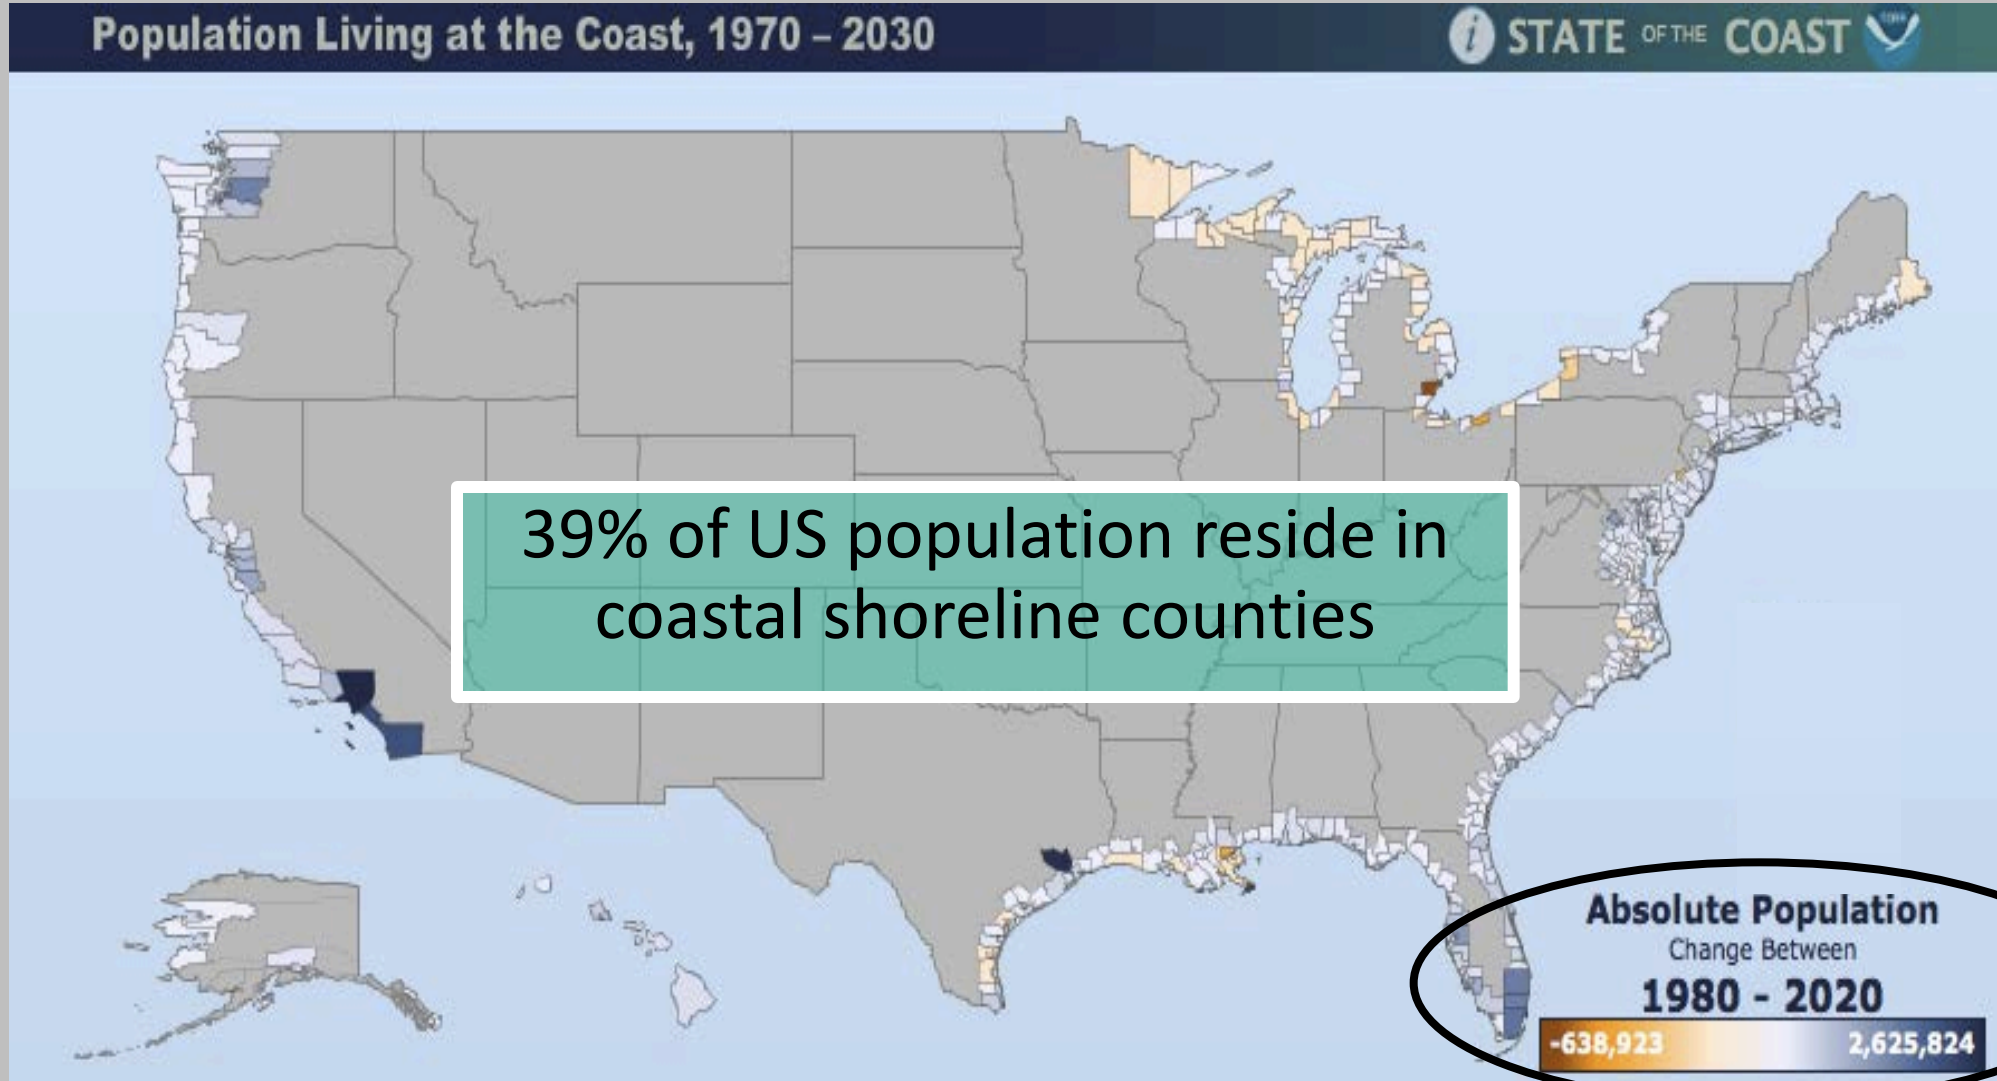 Population Living at the Coast, 1970 – 2030
i STATE OF THE COAST
39% of US population reside in
coastal shoreline counties
Absolute Population
Change Between
1980 - 2020
-638,923 2,625,824